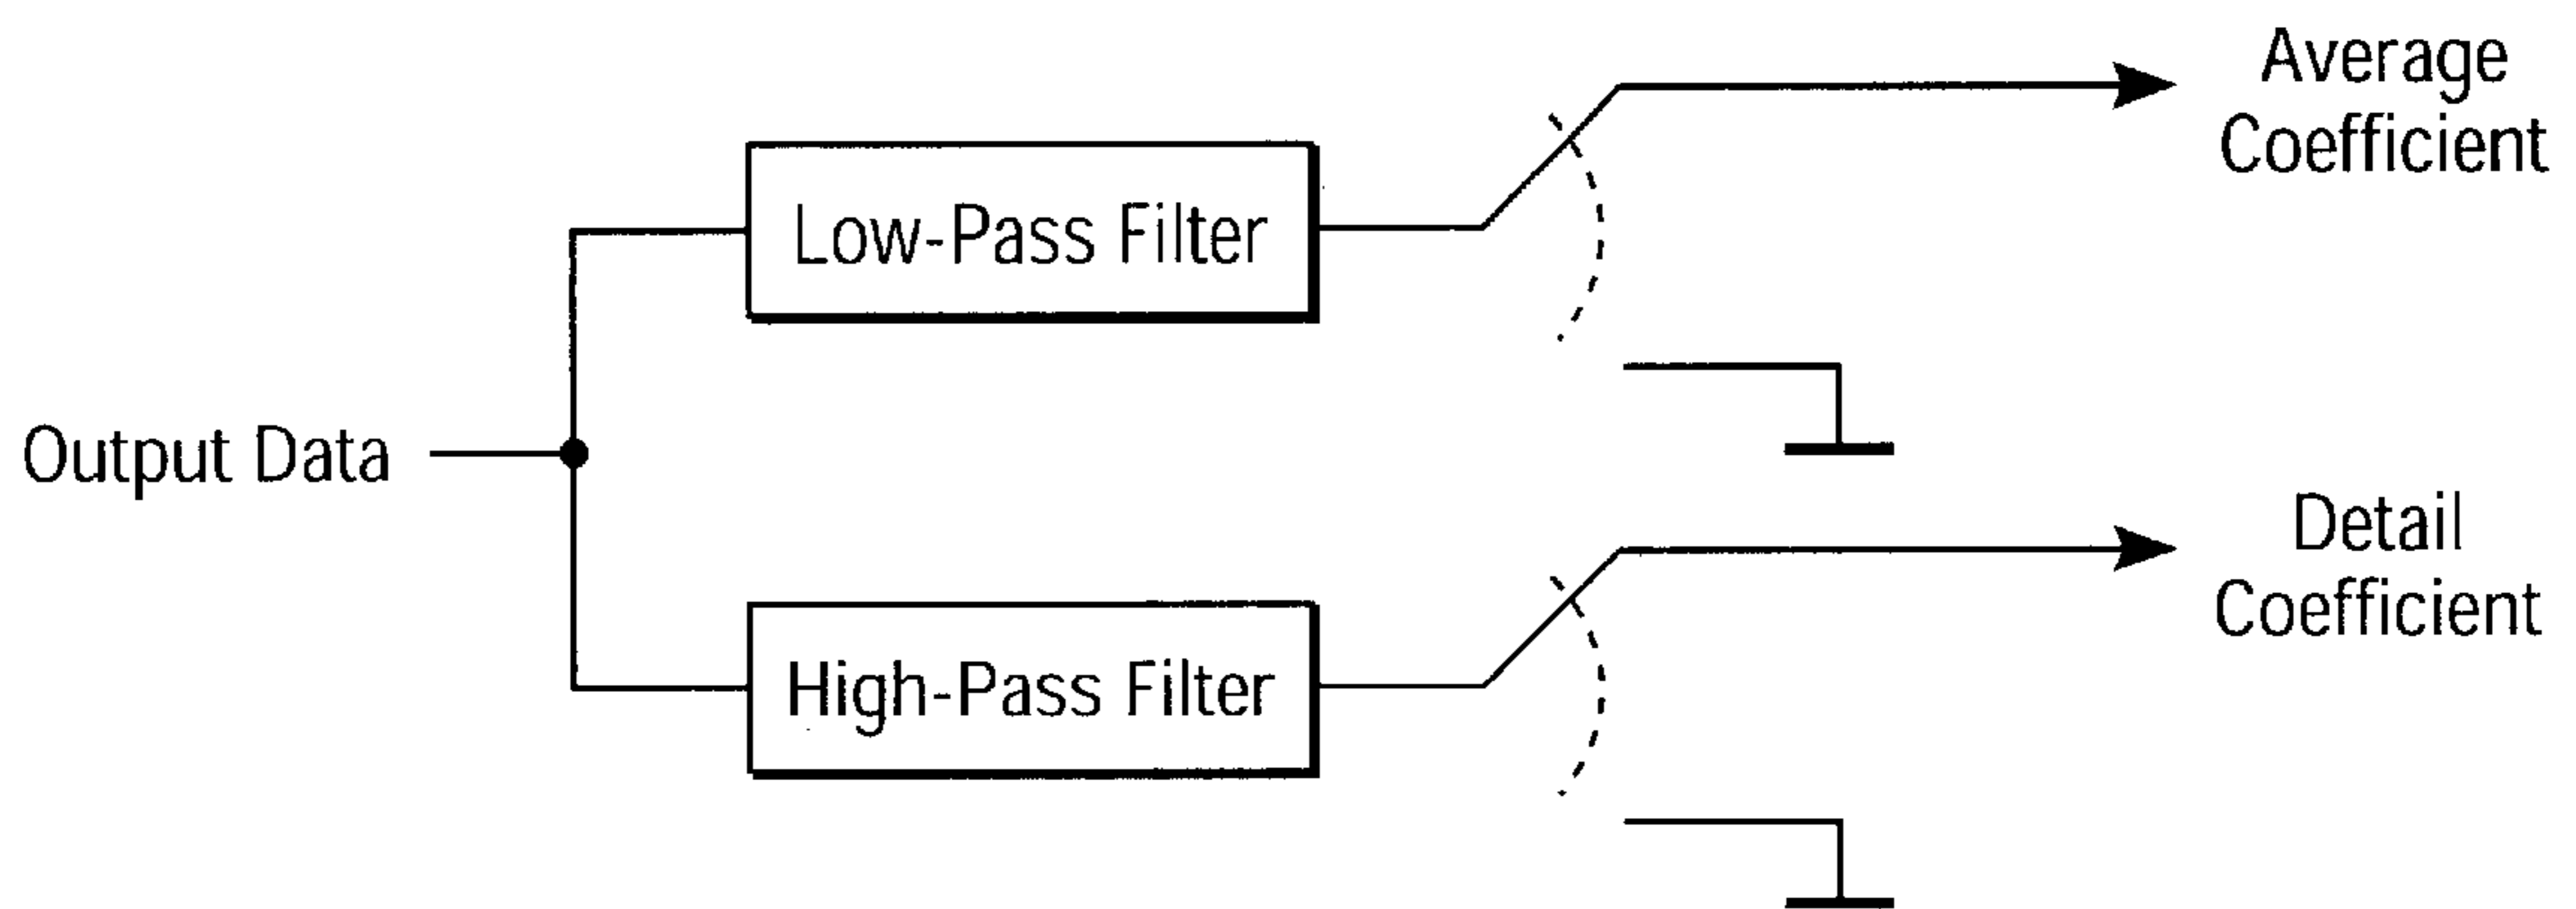 Average
Coefficient
Low-Pass Filter
Output Data
Detail
Coefficient
High-Pass Filter